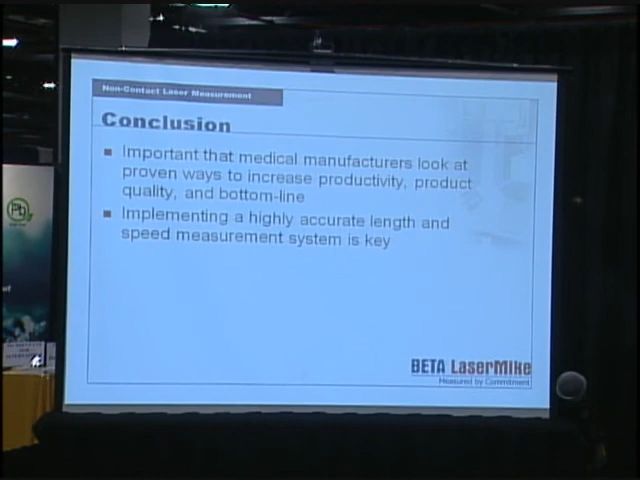 Non-Contact Laser Measurement
Conclusion
Important that medical manufacturers look at
proven ways to increase productivity, product
quality, and bottom-line
Implementing a highly accurate length and
speed measurement system is key
BETA LaserMike
Measured by Commitment
Pb